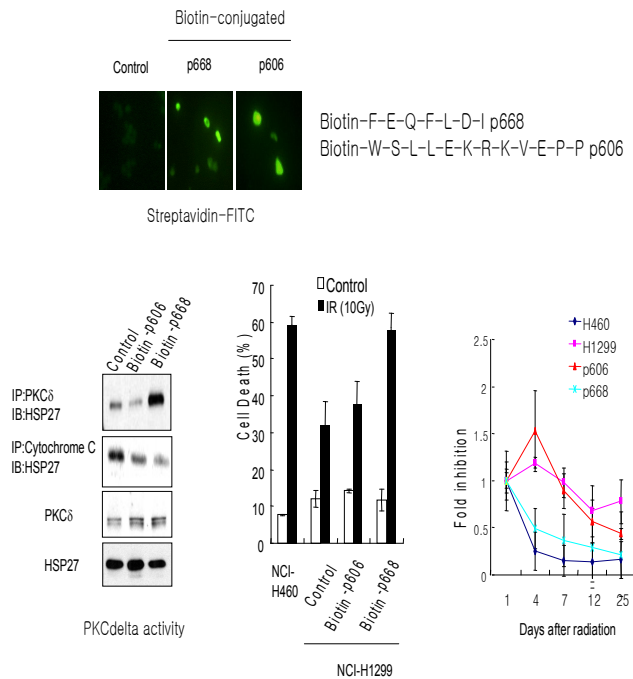 Biotin-conjugated
Control p668 p606
Biotin-F-E-Q-F-L-D-I p668
Biotin-W-S-L-L-E-K-R-K-V-E-P-P p606
Streptavidin-FITC
Control
Biotin-p606
Biotin-p668
IP:PKCδ
IB:HSP27
IP:Cytochrome C
IB:HSP27
PKCδ
HSP27
PKCdelta activity
Cell Death (%)
70
60
50
40
30
20
10
0
Control
IR (10Gy)
NCI-
H460
Control
Biotin-p606
Biotin-p668
NCI-H1299
H460
H1299
p606
p668
Fold inhibition
2.5
2
1.5
1
0.5
0
1 4 7 12 25
Days after radiation